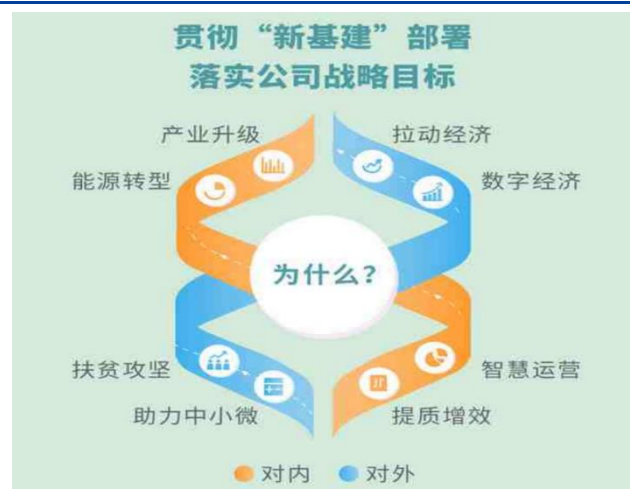 贯彻“新基建”部署
落实公司战略目标
产业升级
拉动经济
能源转型
数字经济
为什么?
扶贫攻坚
智慧运营
助力中小微
提质增效
对内
对外